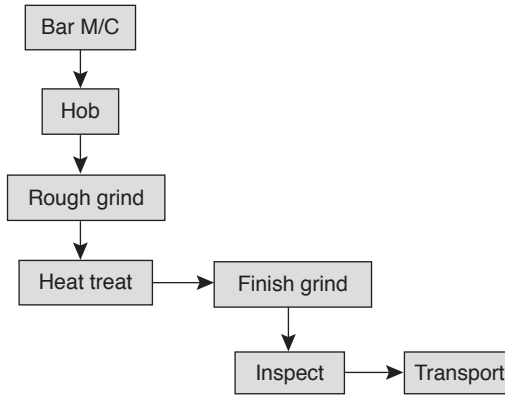 Bar M/C
Hob
Rough grind
Heat treat
Finish grind
Inspect
Transport